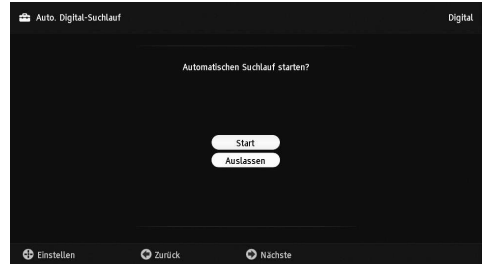 Auto. Digital-Suchlauf Digital
Automatischen Suchlauf starten?
Start
Auslassen
Einstellen Zurück Nächste